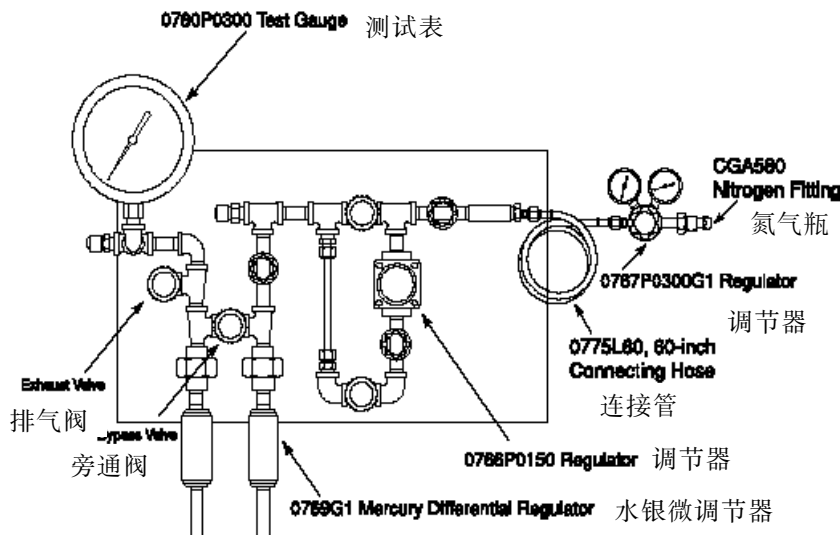 0760P0300 Test Gauge 测试表
CGA580
Nitrogen Fitting
氮气瓶
0767P0300G1 Regulator
调节器
0775L60, 60-inch
Connecting Hose
连接管
Exhaust Valve
排气阀
Bypass Valve
旁通阀
0766P0150 Regulator 调节器
0769G1 Mercury Differential Regulator 水银微调节器